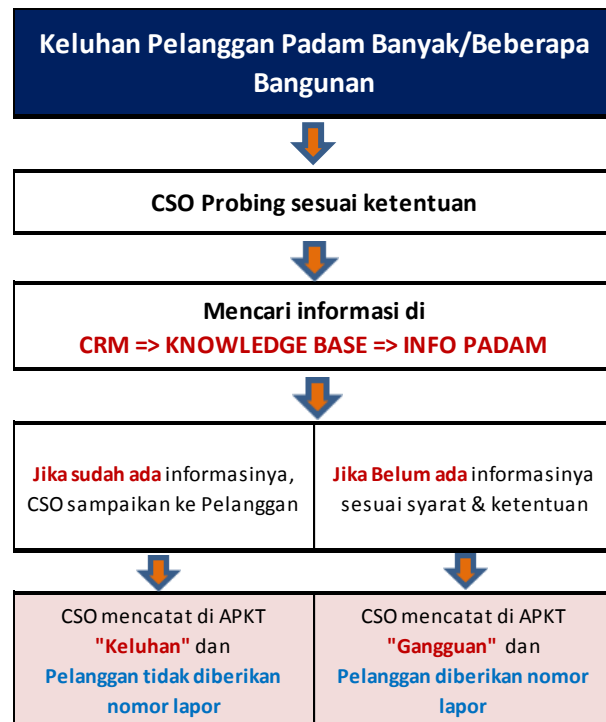 Keluhan Pelanggan Padam Banyak/Beberapa
Bangunan
CSO Probing sesuai ketentuan
Mencari informasi di
CRM => KNOWLEDGE BASE => INFO PADAM
Jika sudah ada informasinya,
CSO sampaikan ke Pelanggan
Jika Belum ada informasinya
sesuai syarat & ketentuan
CSO mencatat di APKT
"Keluhan" dan
Pelanggan tidak diberikan
nomor lapor
CSO mencatat di APKT
"Gangguan" dan
Pelanggan diberikan nomor
lapor